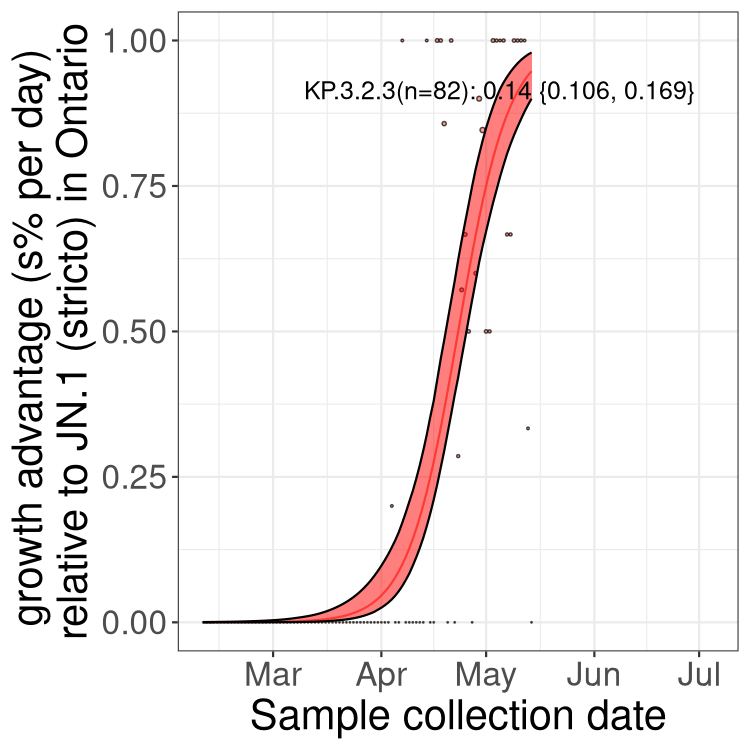 growth advantage (s% per day)
relative to JN.1 (stricto) in Ontario
1.00
0.75
0.50
0.25
0.00
KP.3.2.3(n=82): 0.14 {0.106, 0.169}
Mar Apr May Jun Jul
Sample collection date